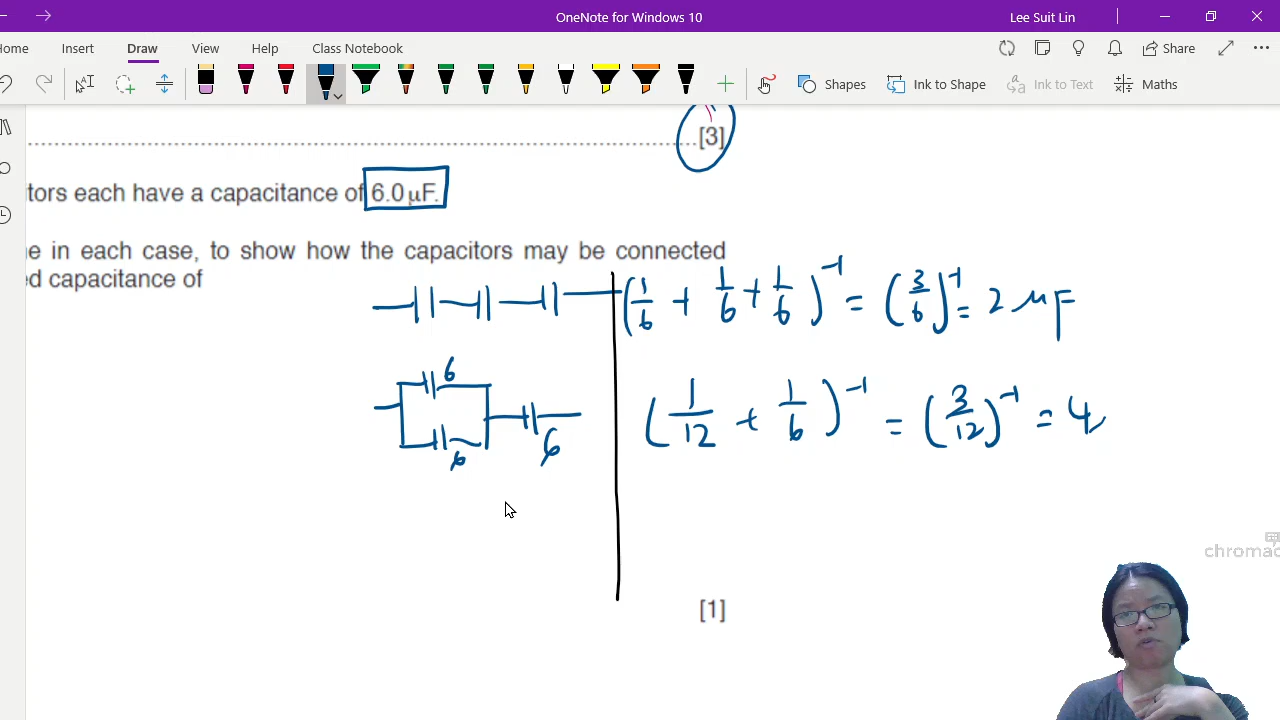 OneNote for Windows 10
Lee Suit Lin
Home Insert Draw View Help Class Notebook Share
Shapes Ink to Shape Ink to Text Maths
[3]
itors each have a capacitance of 6.0 μF.
e in each case, to show how the capacitors may be connected
d capacitance of
(1/6 + 1/6 + 1/6)^-1 = (3/6)^-1 = 2 μF
6
6
6
(1/12 + 1/6)^-1 = (3/12)^-1 = 4
chromac
[1]